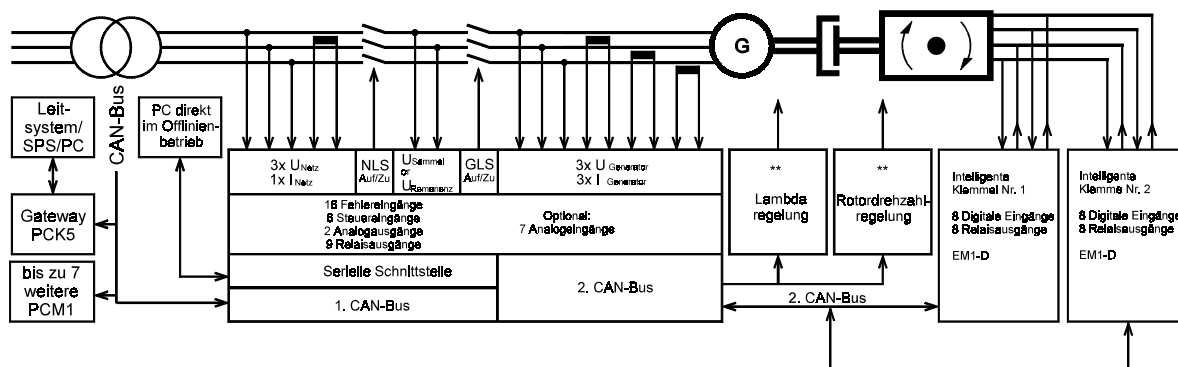 G
Leit-
system/
SPS/PC
CAN-Bus
PC direkt
im Offlinien-
betrieb
Gateway
PCK5
bis zu 7
weitere
PCM1
3x U Netz
1x I Netz
NLS
Auf/Zu
U Sammel
or
U Remanenz
GLS
Auf/Zu
3x U Generator
3x I Generator
16 Fehlereingänge
6 Steuereingänge
2 Analogausgänge
9 Relaisausgänge
Optional:
7 Analogeingänge
Serielle Schnittstelle
1. CAN-Bus
2. CAN-Bus
**
Lambda
regelung
**
Rotordrehzahl-
regelung
2. CAN-Bus
Intelligente
Klemmel Nr. 1
8 Digitale Eingänge
8 Relaisausgänge
EM1-D
Intelligente
Klemme Nr. 2
8 Digitale Eingänge
8 Relaisausgänge
EM1-D